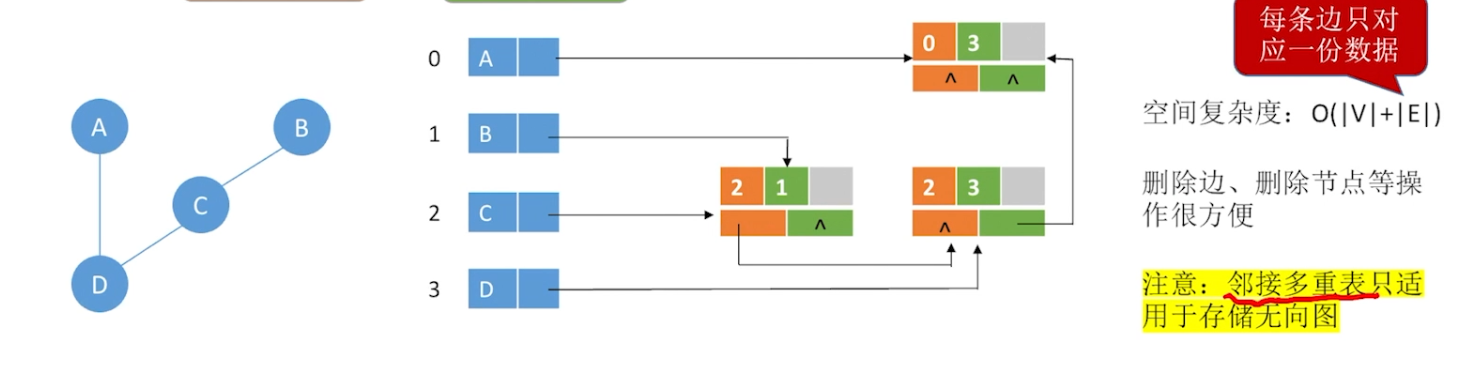 每条边只对
应一份数据
空间复杂度：O(|V|+|E|)
删除边、删除节点等操
作很方便
注意：邻接多重表只适
用于存储无向图
A
B
C
D
0 A
1 B
2 C
3 D
0 3
^ ^
2 1
^
2 3
^